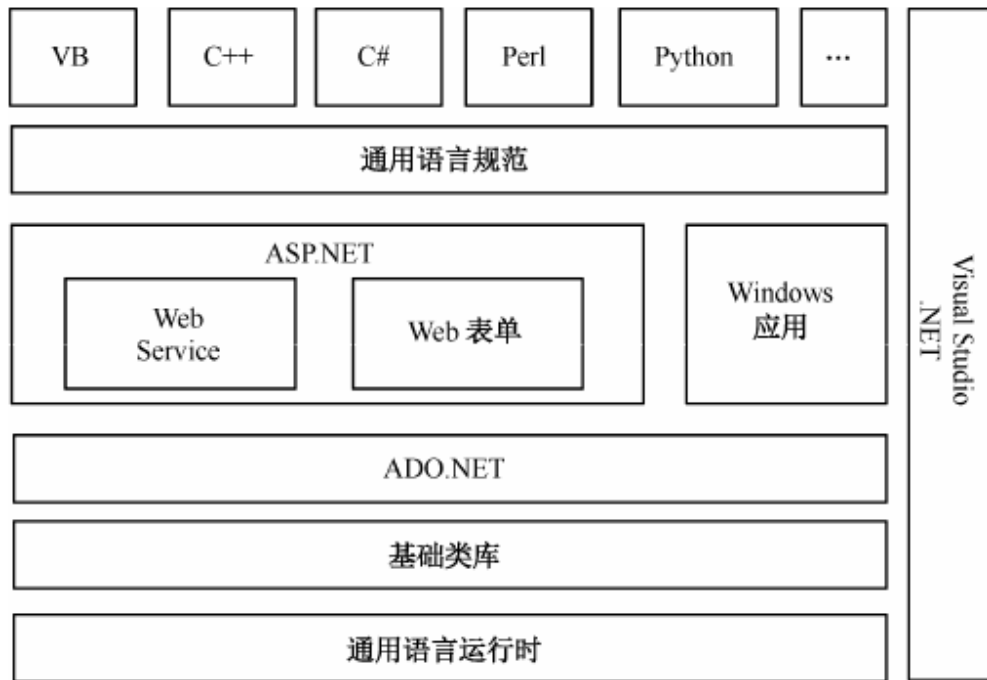 VB
C++
C#
Perl
Python
...
通用语言规范
ASP.NET
Web
Service
Web 表单
Windows
应用
ADO.NET
基础类库
通用语言运行时
Visual Studio
.NET